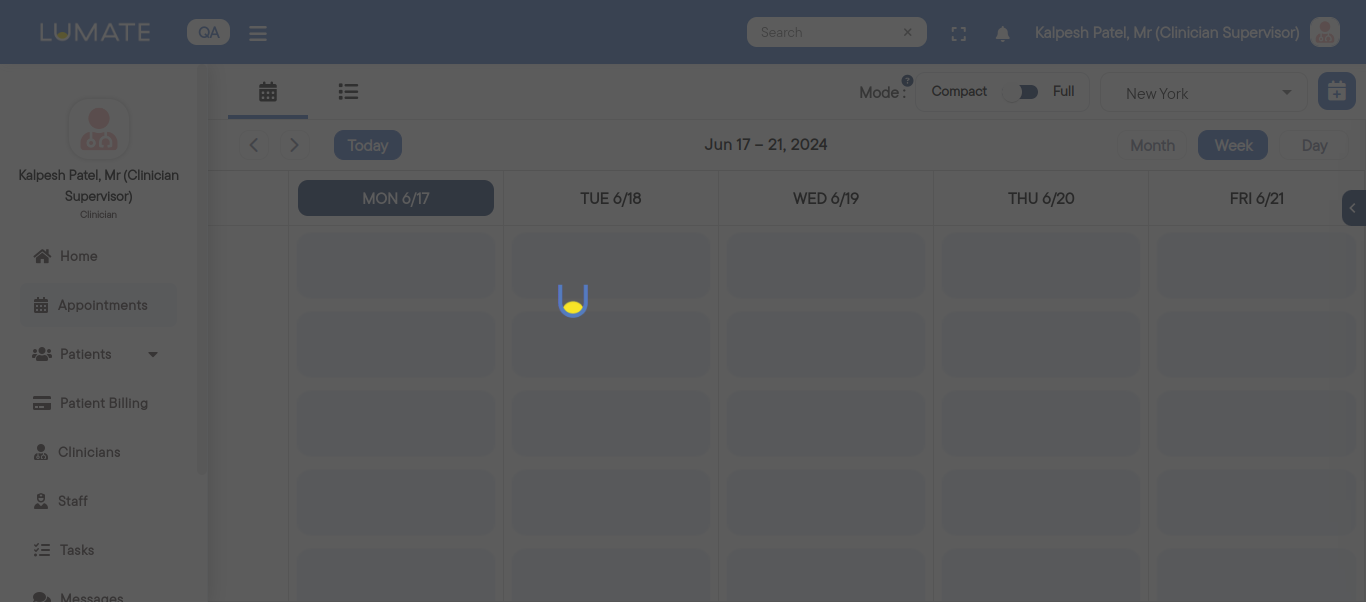 LUMATE
QA
Search
Kalpesh Patel, Mr (Clinician Supervisor)
Kalpesh Patel, Mr (Clinician
Supervisor)
Clinician
Home
Appointments
Patients
Patient Billing
Clinicians
Staff
Tasks
Messages
Mode :
?
Compact
Full
New York
Today
Jun 17 – 21, 2024
Month
Week
Day
MON 6/17
TUE 6/18
WED 6/19
THU 6/20
FRI 6/21